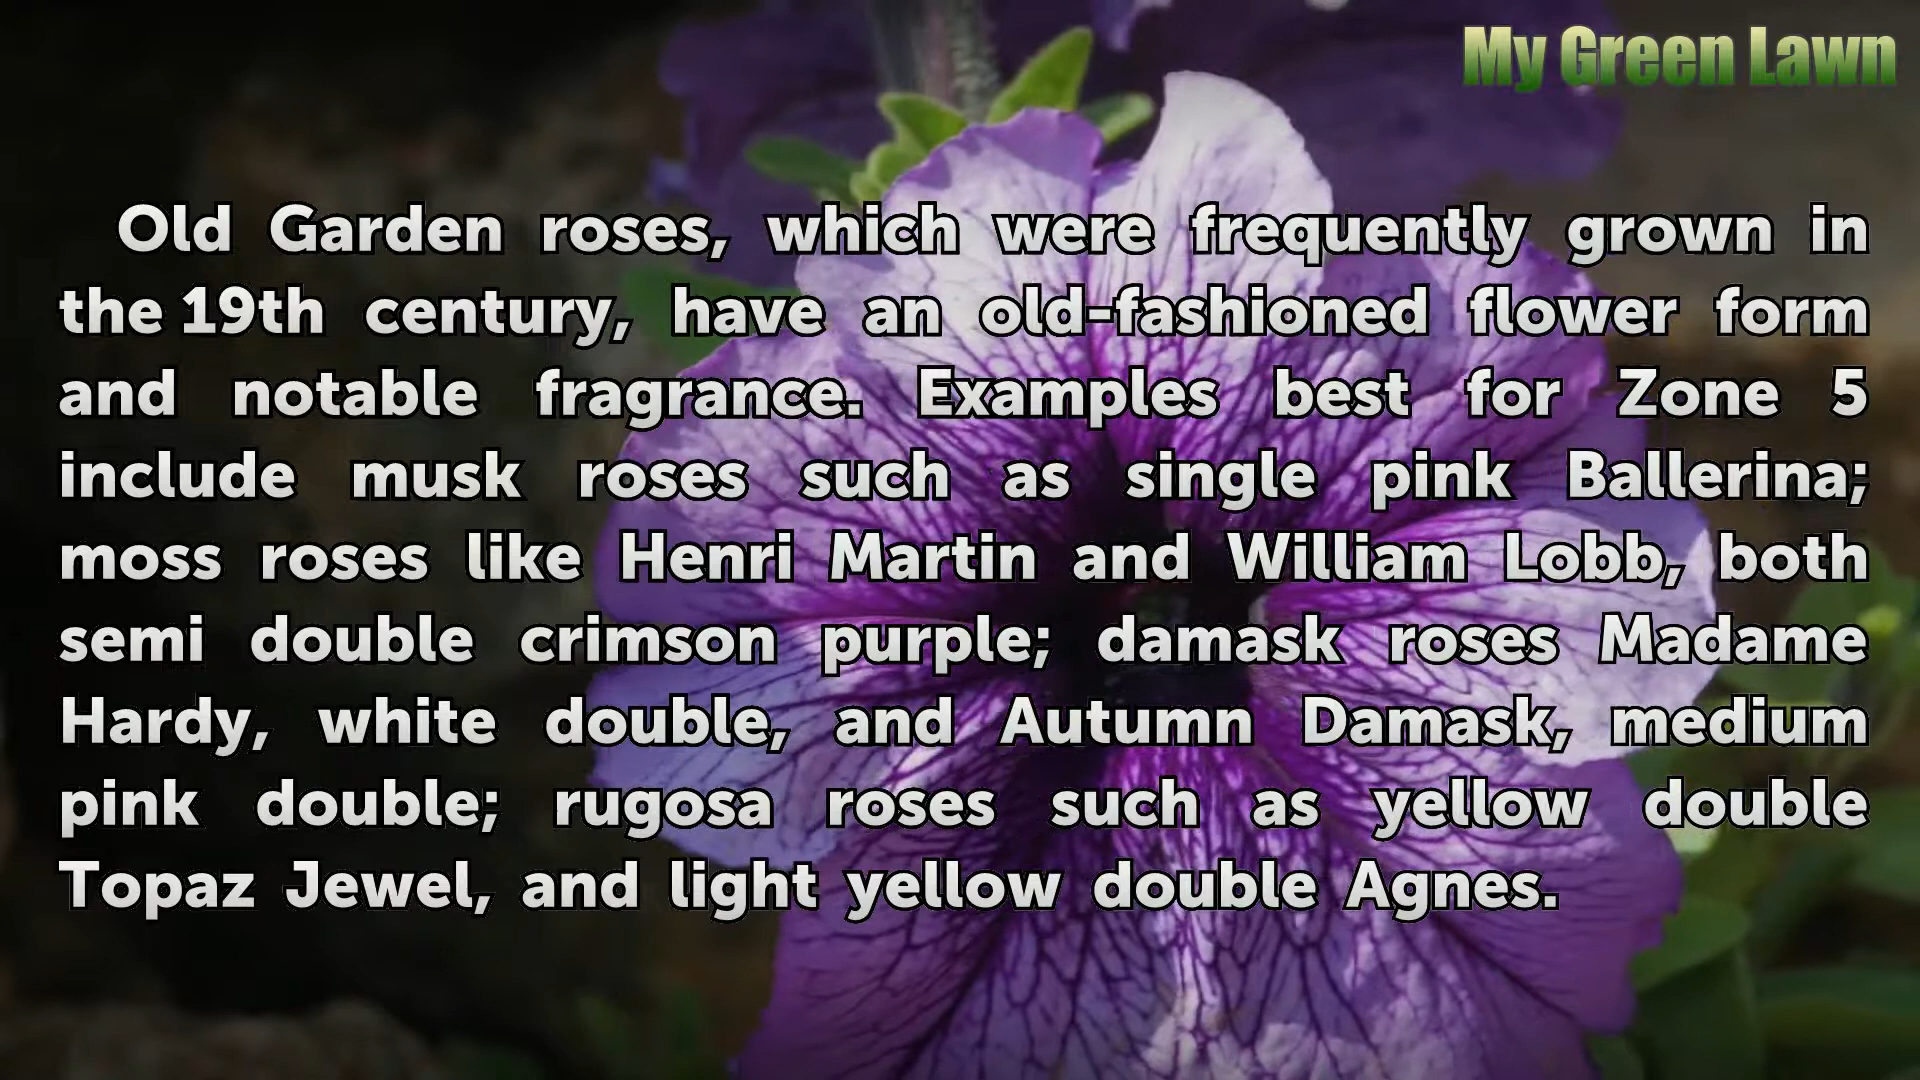 My Green Lawn
Old Garden roses, which were frequently grown in
the 19th century, have an old-fashioned flower form
and notable fragrance. Examples best for Zone 5
include musk roses such as single pink Ballerina;
moss roses like Henri Martin and William Lobb, both
semi double crimson purple; damask roses Madame
Hardy, white double, and Autumn Damask, medium
pink double; rugosa roses such as yellow double
Topaz Jewel, and light yellow double Agnes.